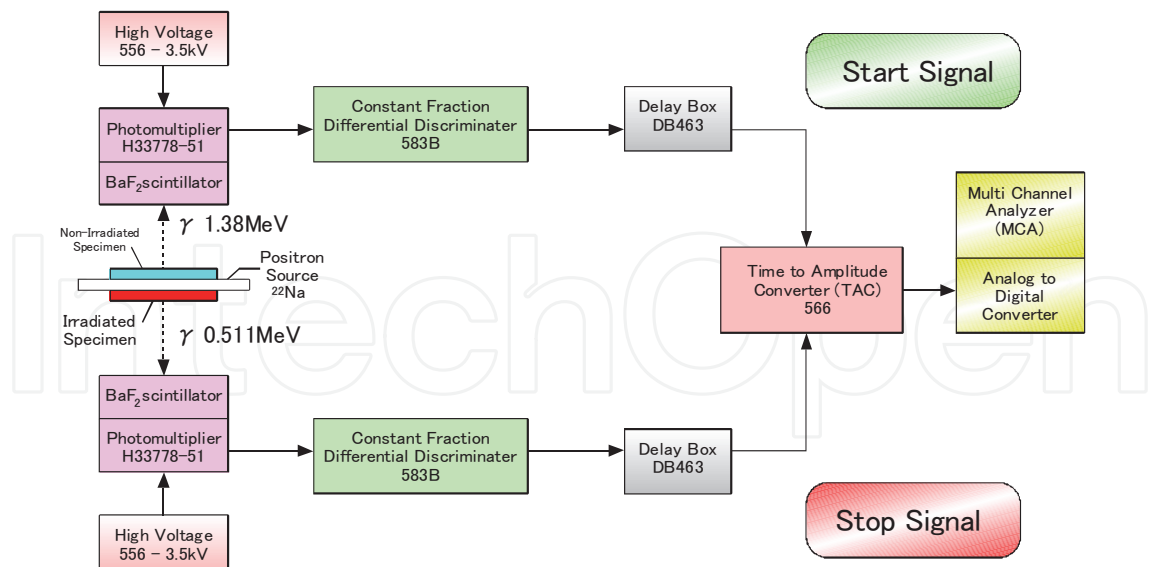 High Voltage
556 - 3.5kV
Start Signal
Photomultiplier
H33778-51
BaF₂scintillator
Constant Fraction
Differential Discriminater
583B
Delay Box
DB463
γ 1.38MeV
Non-Irradiated
Specimen
Positron
Source
²²Na
Irradiated
Specimen
γ 0.511MeV
Time to Amplitude
Converter (TAC)
566
Multi Channel
Analyzer
(MCA)
Analog to
Digital
Converter
BaF₂scintillator
Photomultiplier
H33778-51
Constant Fraction
Differential Discriminater
583B
Delay Box
DB463
Stop Signal
High Voltage
556 - 3.5kV
IntechOpen